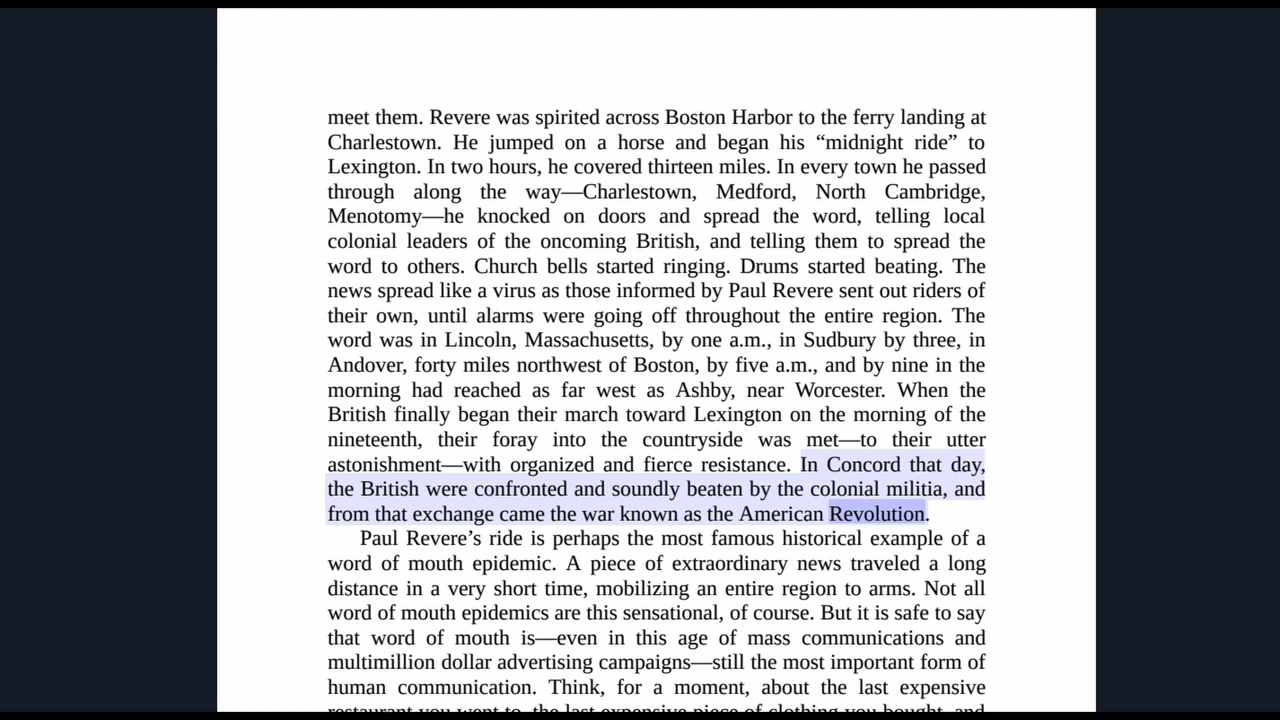 meet them. Revere was spirited across Boston Harbor to the ferry landing at
Charlestown. He jumped on a horse and began his “midnight ride” to
Lexington. In two hours, he covered thirteen miles. In every town he passed
through along the way—Charlestown, Medford, North Cambridge,
Menotomy—he knocked on doors and spread the word, telling local
colonial leaders of the oncoming British, and telling them to spread the
word to others. Church bells started ringing. Drums started beating. The
news spread like a virus as those informed by Paul Revere sent out riders of
their own, until alarms were going off throughout the entire region. The
word was in Lincoln, Massachusetts, by one a.m., in Sudbury by three, in
Andover, forty miles northwest of Boston, by five a.m., and by nine in the
morning had reached as far west as Ashby, near Worcester. When the
British finally began their march toward Lexington on the morning of the
nineteenth, their foray into the countryside was met—to their utter
astonishment—with organized and fierce resistance. In Concord that day,
the British were confronted and soundly beaten by the colonial militia, and
from that exchange came the war known as the American Revolution.
Paul Revere’s ride is perhaps the most famous historical example of a
word of mouth epidemic. A piece of extraordinary news traveled a long
distance in a very short time, mobilizing an entire region to arms. Not all
word of mouth epidemics are this sensational, of course. But it is safe to say
that word of mouth is—even in this age of mass communications and
multimillion dollar advertising campaigns—still the most important form of
human communication. Think, for a moment, about the last expensive
restaurant you went to, the last expensive piece of clothing you bought, and